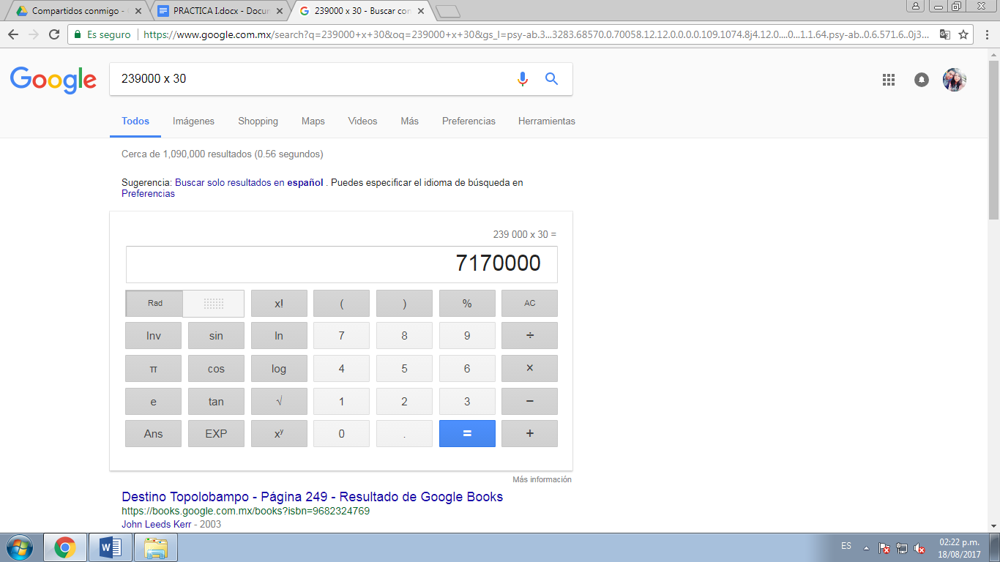 Compartidos conmigo -
PRACTICA I.docx - Docum
239000 x 30 - Buscar con
Es seguro
https://www.google.com.mx/search?q=239000+x+30&oq=239000+x+30&gs_l=psy-ab.3...3283.68570.0.70058.12.12.0.0.0.0.109.1074.8j4.12.0....0...1.1.64.psy-ab..0.6.571.6..0j3...
Google
239000 x 30
Todos Imágenes Shopping Maps Videos Más Preferencias Herramientas
Cerca de 1,090,000 resultados (0.56 segundos)
Sugerencia: Buscar solo resultados en español . Puedes especificar el idioma de búsqueda en
Preferencias
239 000 x 30 =
7170000
Rad x! ( ) % AC
Inv sin ln 7 8 9 ÷
π cos log 4 5 6 ×
e tan √ 1 2 3 −
Ans EXP xʸ 0 . = +
Más información
Destino Topolobampo - Página 249 - Resultado de Google Books
https://books.google.com.mx/books?isbn=9682324769
John Leeds Kerr - 2003
ES
02:22 p.m.
18/08/2017